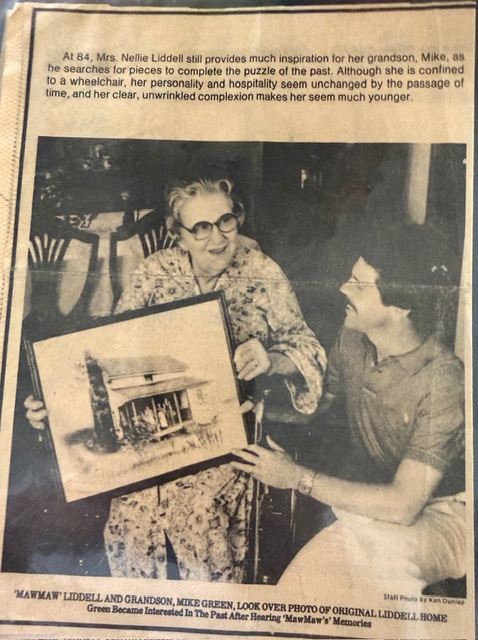 At 84, Mrs. Nellie Liddell still provides much inspiration for her grandson, Mike, as
he searches for pieces to complete the puzzle of the past. Although she is confined
to a wheelchair, her personality and hospitality seem unchanged by the passage of
time, and her clear, unwrinkled complexion makes her seem much younger.
Staff Photo By Ken Dunlap
'MAWMAW' LIDDELL AND GRANDSON, MIKE GREEN, LOOK OVER PHOTO OF ORIGINAL LIDDELL HOME
Green Became Interested In The Past After Hearing 'MawMaw's' Memories